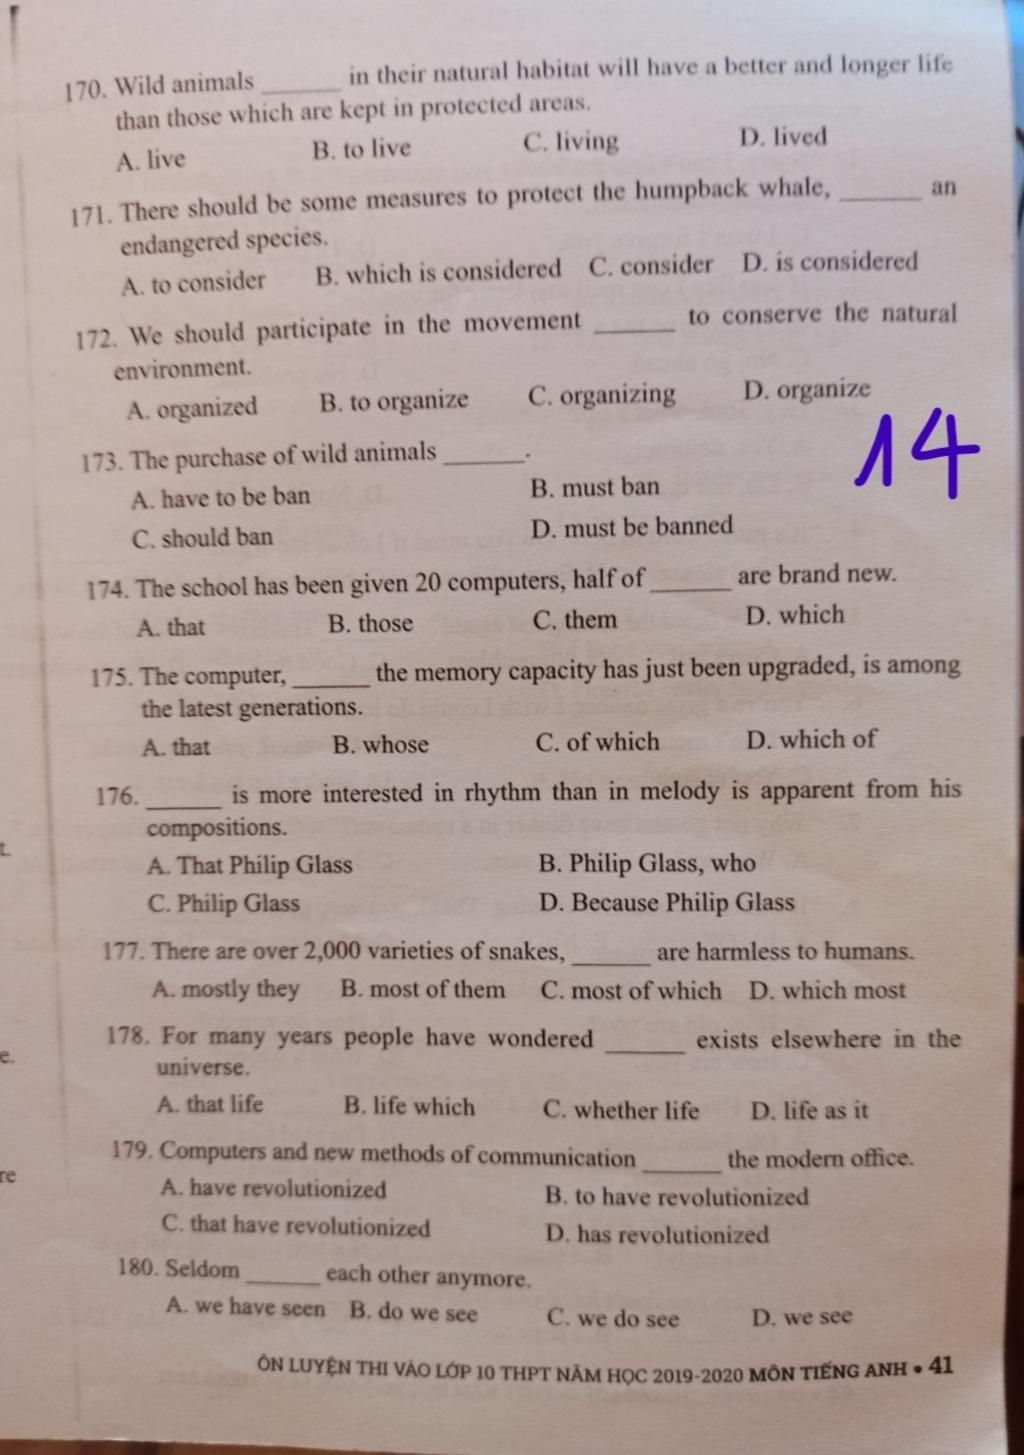 170. Wild animals ______ in their natural habitat will have a better and longer life
than those which are kept in protected areas.
A. live B. to live C. living D. lived
171. There should be some measures to protect the humpback whale, ______ an
endangered species.
A. to consider B. which is considered C. consider D. is considered
172. We should participate in the movement ______ to conserve the natural
environment.
A. organized B. to organize C. organizing D. organize
14
173. The purchase of wild animals ______.
A. have to be ban B. must ban
C. should ban D. must be banned
174. The school has been given 20 computers, half of ______ are brand new.
A. that B. those C. them D. which
175. The computer, ______ the memory capacity has just been upgraded, is among
the latest generations.
A. that B. whose C. of which D. which of
176. ______ is more interested in rhythm than in melody is apparent from his
compositions.
A. That Philip Glass B. Philip Glass, who
C. Philip Glass D. Because Philip Glass
177. There are over 2,000 varieties of snakes, ______ are harmless to humans.
A. mostly they B. most of them C. most of which D. which most
178. For many years people have wondered ______ exists elsewhere in the
universe.
A. that life B. life which C. whether life D. life as it
179. Computers and new methods of communication ______ the modern office.
A. have revolutionized B. to have revolutionized
C. that have revolutionized D. has revolutionized
180. Seldom ______ each other anymore.
A. we have seen B. do we see C. we do see D. we see
ÔN LUYỆN THI VÀO LỚP 10 THPT NĂM HỌC 2019-2020 MÔN TIẾNG ANH • 41